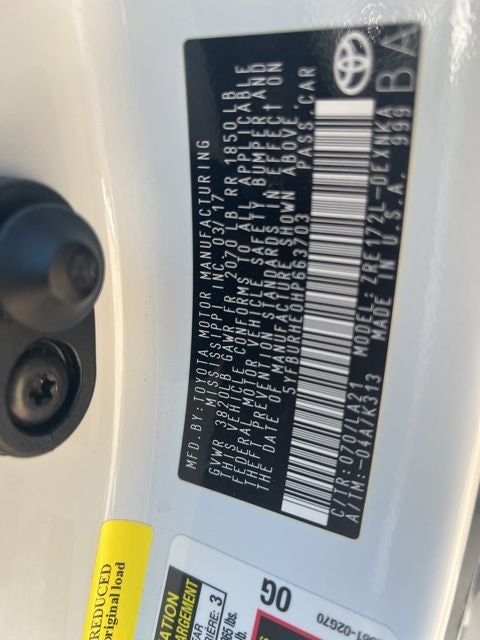 MFD.BY:TOYOTA MOTOR MANUFACTURING
MISSISSIPPI INC. 03/17
GVWR 3820LB GAWR FR 2070 LB, RR 1850LB
THIS VEHICLE CONFORMS TO ALL APPLICABLE
FEDERAL MOTOR VEHICLE SAFETY, BUMPER AND
THEFT PREVENTION STANDARDS IN EFFECT ON
THE DATE OF MANUFACTURE SHOWN ABOVE.
5YFBURHE0HP663703 PASS.CAR
C/TR:070/LA21 MODEL:ZRE172L-DEXNKA
A/TM:-04A/K313 MADE IN U.S.A. 999 BA
REDUCED
original load
0G
3